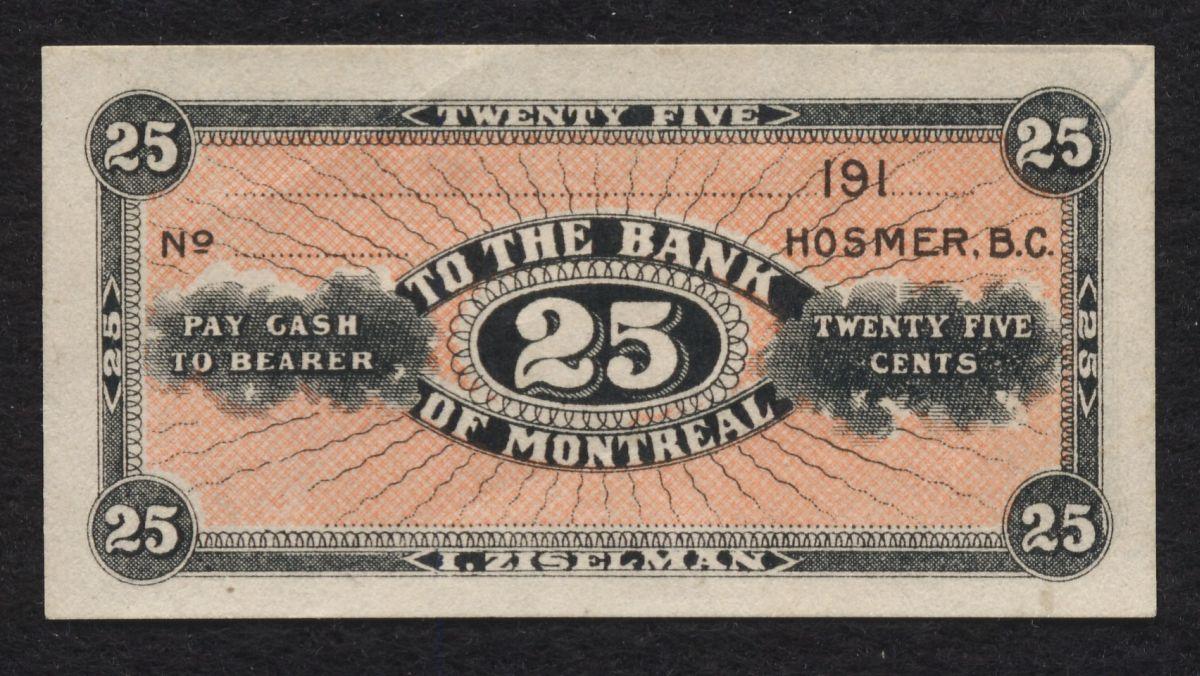 TWENTY FIVE
25 25
191
Nº HOSMER, B.C.
TO THE BANK
PAY CASH
TO BEARER
25
TWENTY FIVE
CENTS
25 25
OF MONTREAL
25 25
I. ZISELMAN